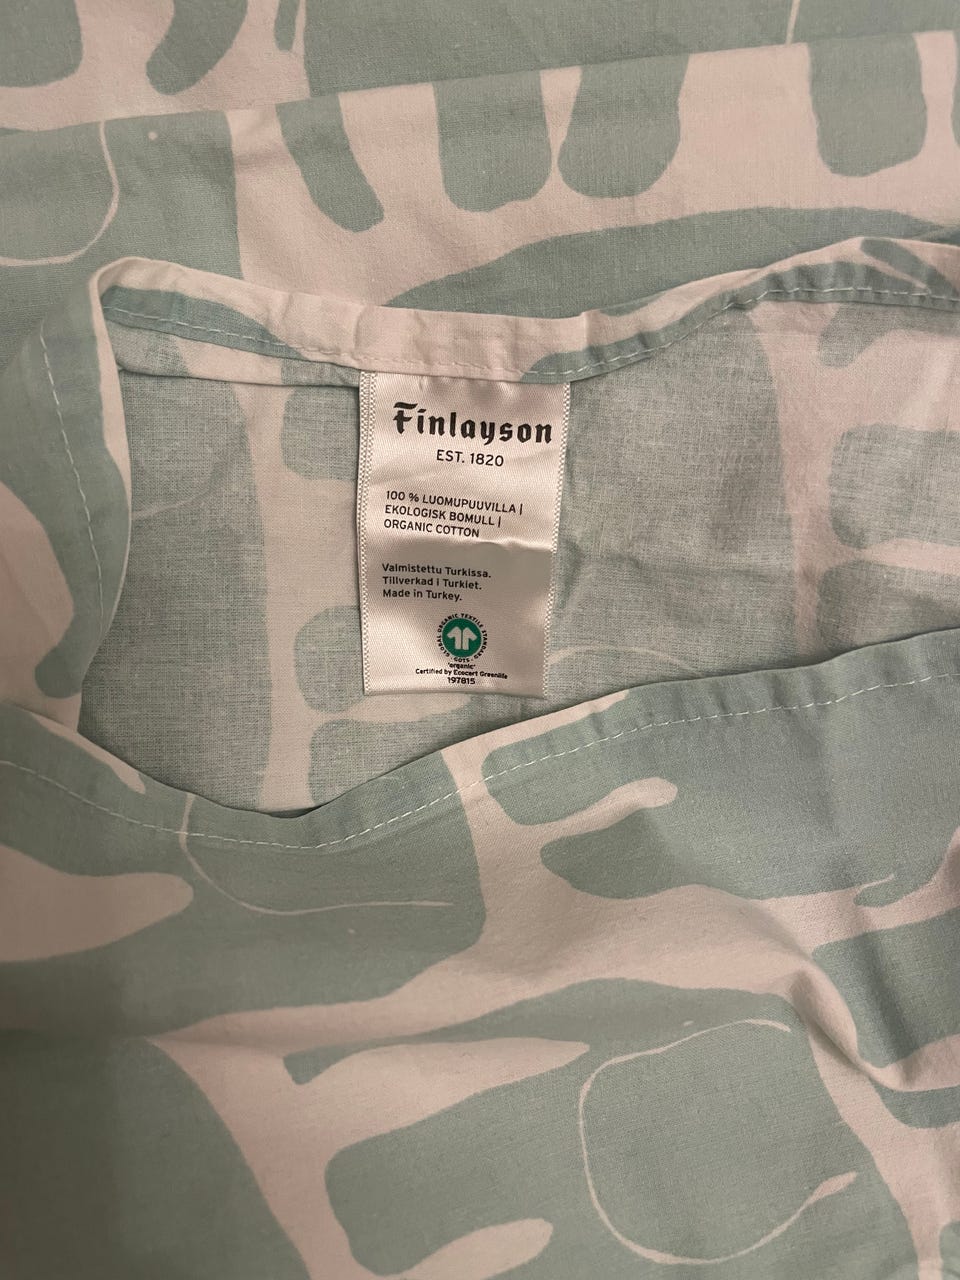 Finlayson
EST. 1820
100 % LUOMUPUUVILLA |
EKOLOGISK BOMULL |
ORGANIC COTTON
Valmistettu Turkissa.
Tillverkad i Turkiet.
Made in Turkey.
GLOBAL ORGANIC TEXTILE STANDARD
· GOTS ·
"organic"
Certified by Ecocert Greenlife
197815